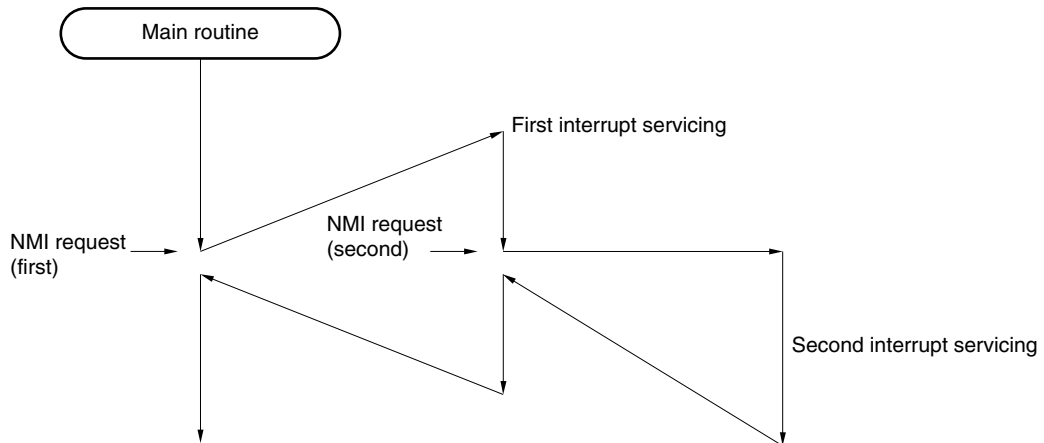 Main routine
First interrupt servicing
NMI request
(first)
NMI request
(second)
Second interrupt servicing